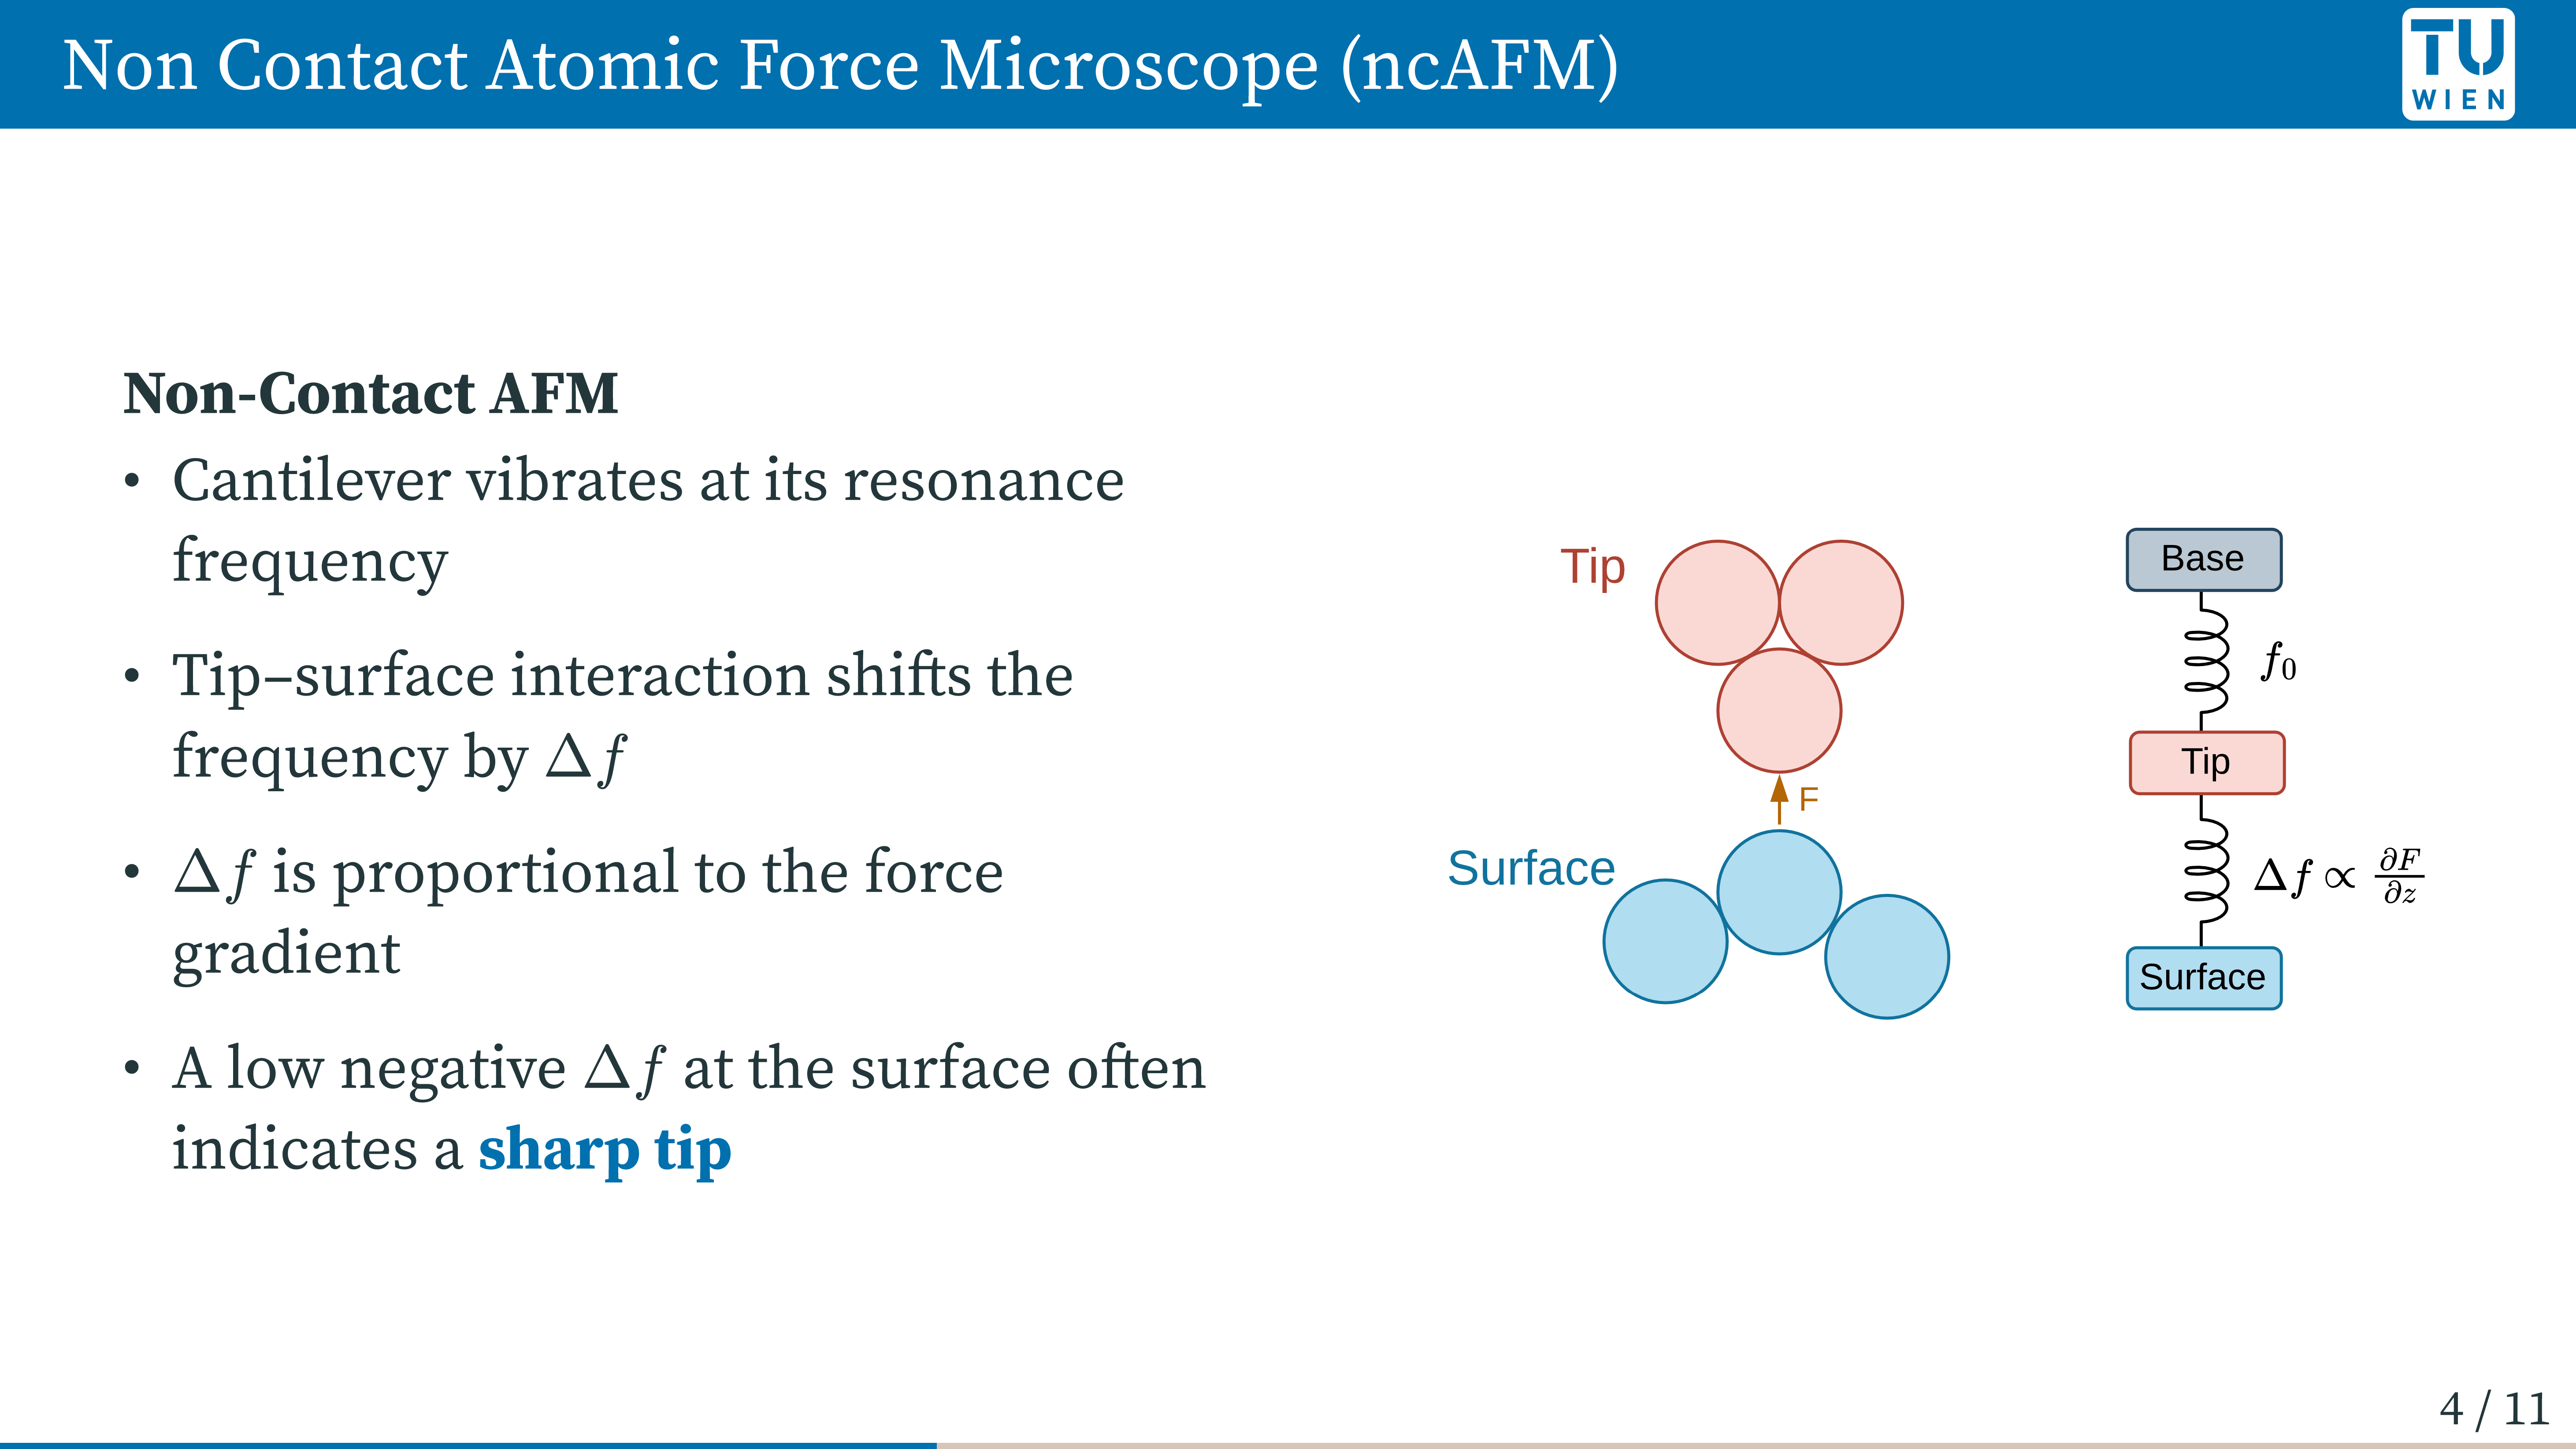 Non Contact Atomic Force Microscope (ncAFM)
TU
WIEN
Non-Contact AFM
• Cantilever vibrates at its resonance
frequency
• Tip–surface interaction shifts the
frequency by Δf
• Δf is proportional to the force
gradient
• A low negative Δf at the surface often
indicates a sharp tip
Tip
F
Surface
Base
f₀
Tip
Δf ∝ ∂F/∂z
Surface
4 / 11